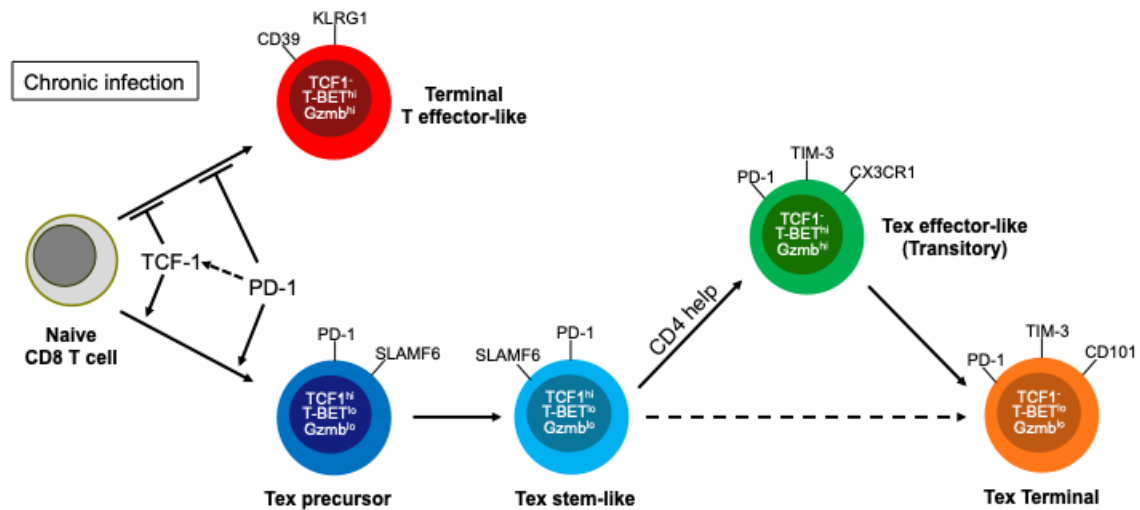 Chronic infection
KLRG1
CD39
TCF1⁻
T-BETʰⁱ
Gzmbʰⁱ
Terminal
T effector-like
TCF-1
PD-1
Naive
CD8 T cell
PD-1
SLAMF6
TCF1ʰⁱ
T-BETˡᵒ
Gzmbˡᵒ
Tex precursor
PD-1
SLAMF6
TCF1ʰⁱ
T-BETˡᵒ
Gzmbˡᵒ
Tex stem-like
CD4 help
TIM-3
PD-1
CX3CR1
TCF1⁻
T-BETʰⁱ
Gzmbʰⁱ
Tex effector-like
(Transitory)
TIM-3
PD-1
CD101
TCF1⁻
T-BETˡᵒ
Gzmbˡᵒ
Tex Terminal